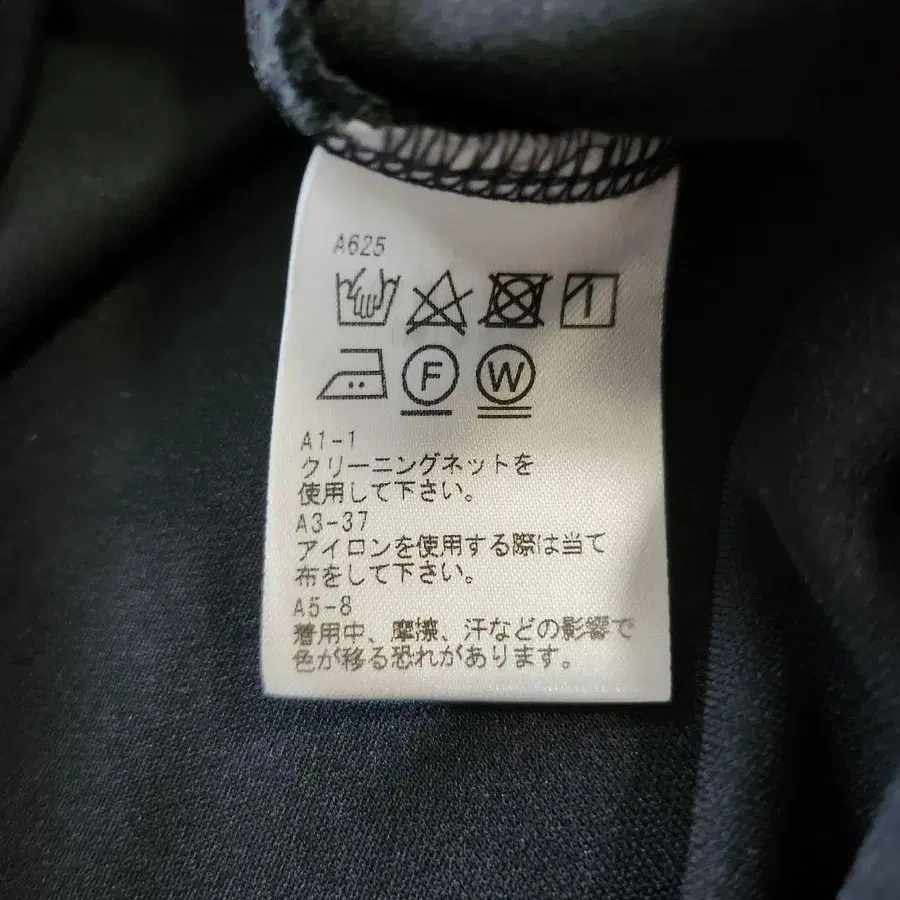 A625
F W
A1-1
クリーニングネットを
使用して下さい。
A3-37
アイロンを使用する際は当て
布をして下さい。
A5-8
着用中、摩擦、汗などの影響で
色が移る恐れがあります。